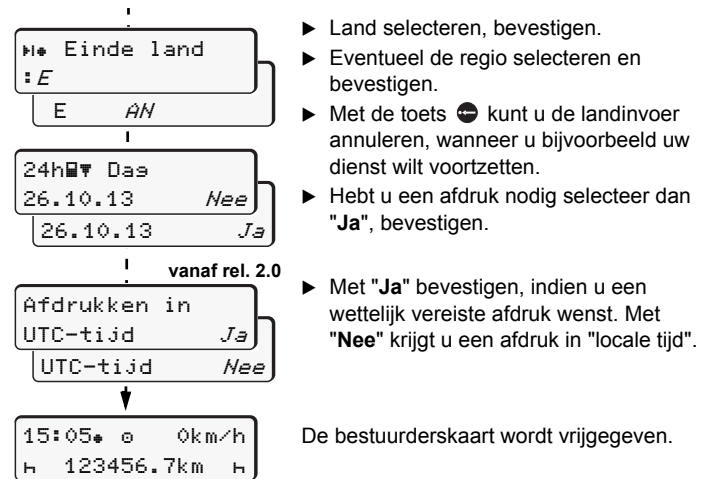 Einde land
:E
E AN
24h Dag
26.10.13 Nee
26.10.13 Ja
vanaf rel. 2.0
Afdrukken in
UTC-tijd Ja
UTC-tijd Nee
15:05 0km/h
123456.7km
► Land selecteren, bevestigen.
► Eventueel de regio selecteren en
bevestigen.
► Met de toets kunt u de landinvoer
annuleren, wanneer u bijvoorbeeld uw
dienst wilt voortzetten.
► Hebt u een afdruk nodig selecteer dan
"Ja", bevestigen.
► Met "Ja" bevestigen, indien u een
wettelijk vereiste afdruk wenst. Met
"Nee" krijgt u een afdruk in "locale tijd".
De bestuurderskaart wordt vrijgegeven.